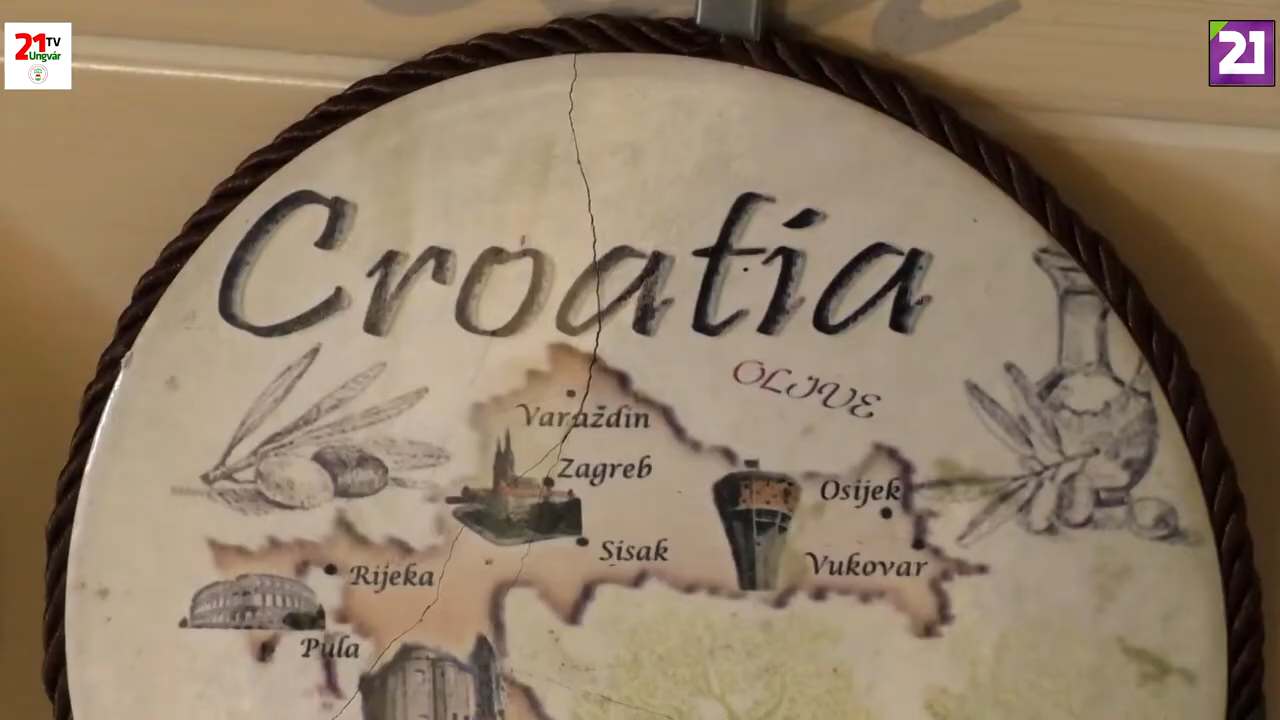 21 TV
Ungvár
21
Croatia
OLIVE
Varaždin
Zagreb
Osijek
Sisak
Vukovar
Rijeka
Pula